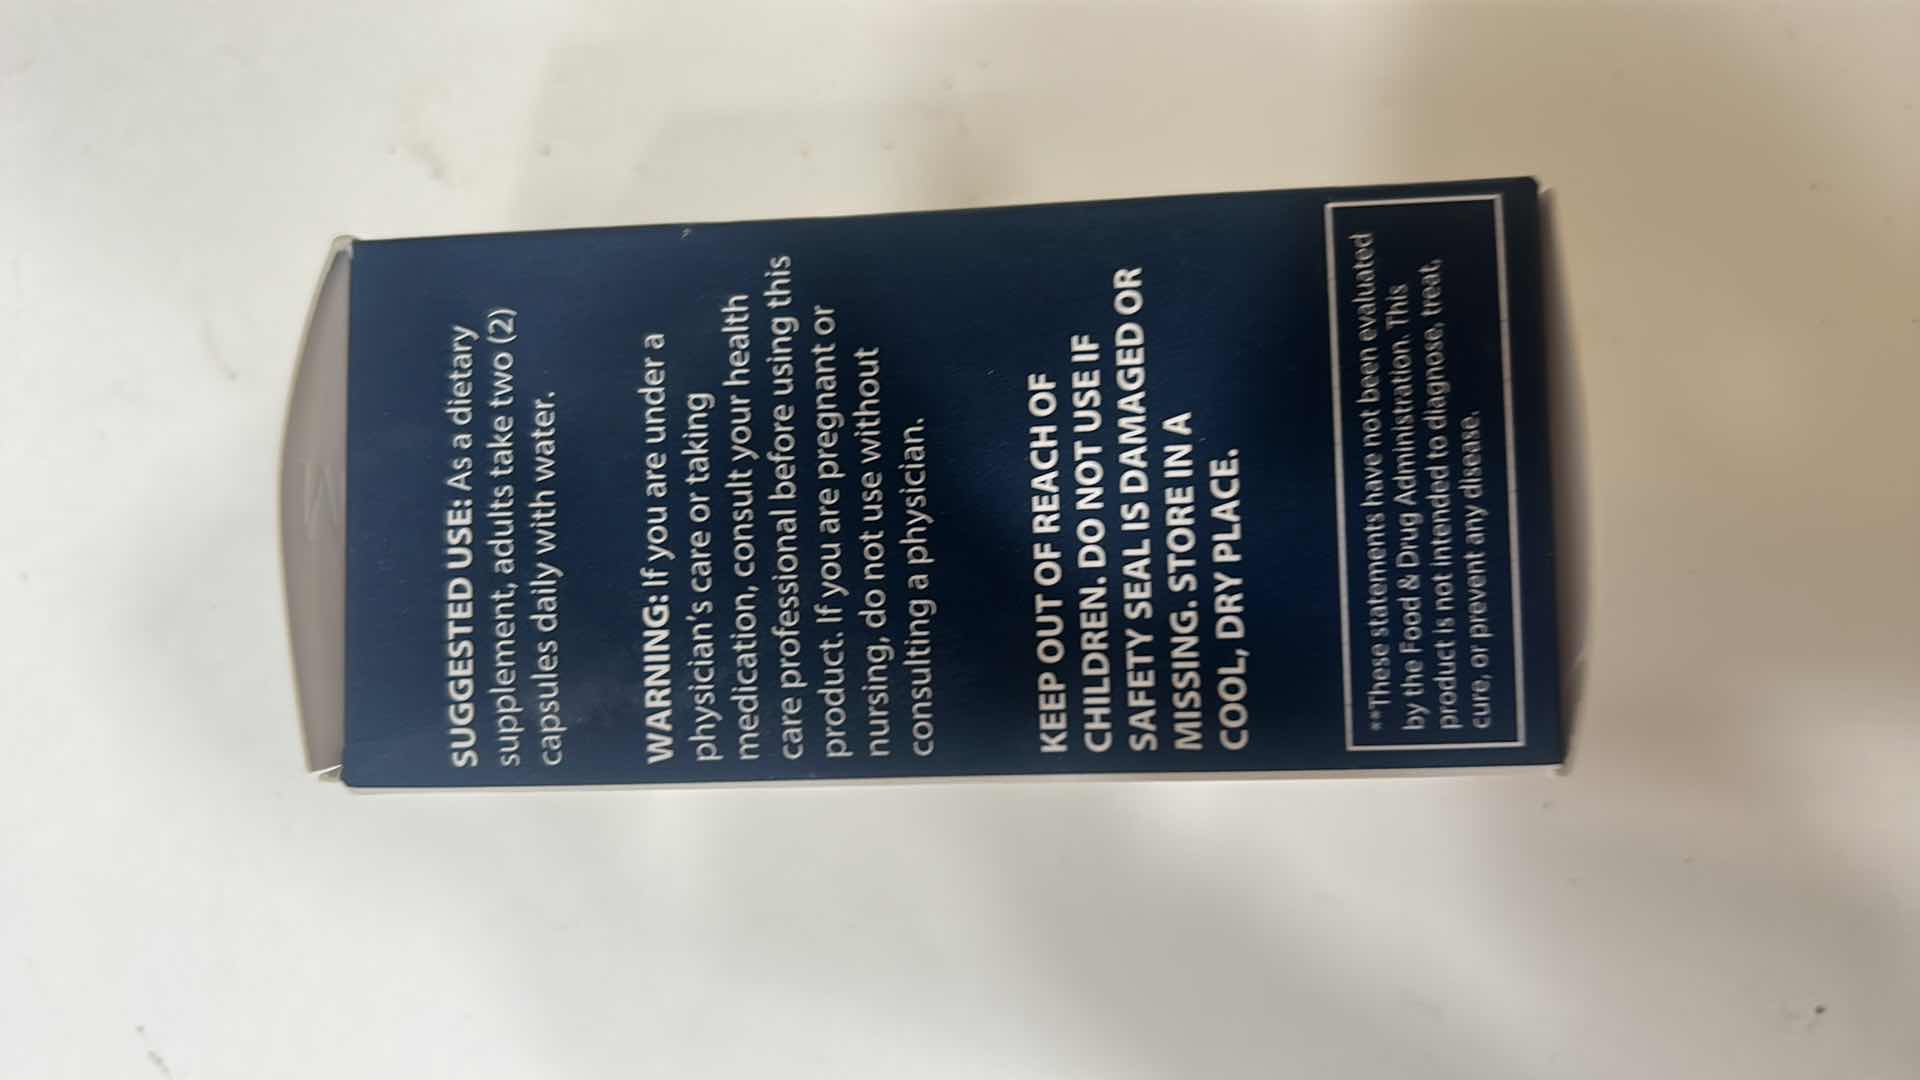 SUGGESTED USE: As a dietary
supplement, adults take two (2)
capsules daily with water.
WARNING: If you are under a
physician's care or taking
medication, consult your health
care professional before using this
product. If you are pregnant or
nursing, do not use without
consulting a physician.
KEEP OUT OF REACH OF
CHILDREN. DO NOT USE IF
SAFETY SEAL IS DAMAGED OR
MISSING. STORE IN A
COOL, DRY PLACE.
**These statements have not been evaluated
by the Food & Drug Administration. This
product is not intended to diagnose, treat,
cure, or prevent any disease.